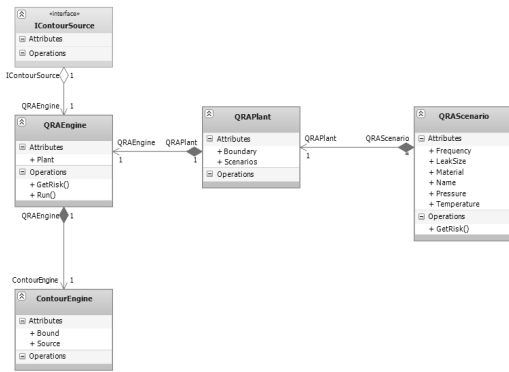 «interface»
IContourSource
Attributes
Operations
IContourSource 1
QRAEngine 1
QRAEngine
Attributes
+ Plant
Operations
+ GetRisk()
+ Run()
QRAEngine QRAPlant
1 1
QRAPlant
Attributes
+ Boundary
+ Scenarios
Operations
QRAPlant QRAScenario
1 *
QRAScenario
Attributes
+ Frequency
+ LeakSize
+ Material
+ Name
+ Pressure
+ Temperature
Operations
+ GetRisk()
QRAEngine 1
ContourEngine 1
ContourEngine
Attributes
+ Bound
+ Source
Operations